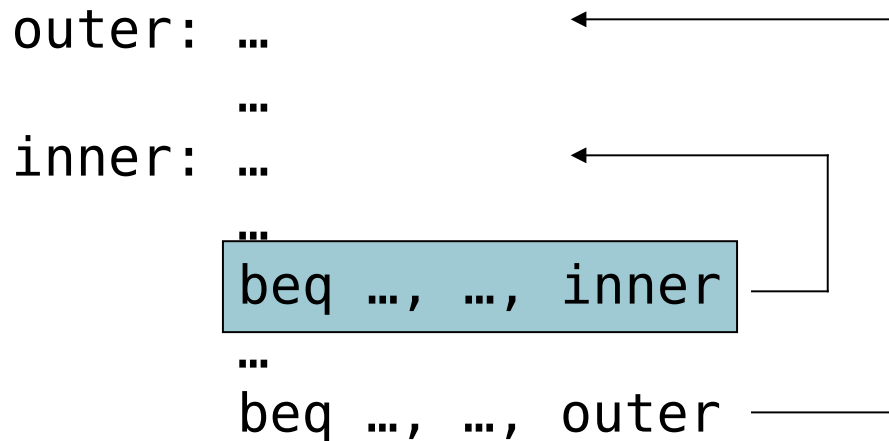 outer: …
…
inner: …
…
beq …, …, inner
…
beq …, …, outer